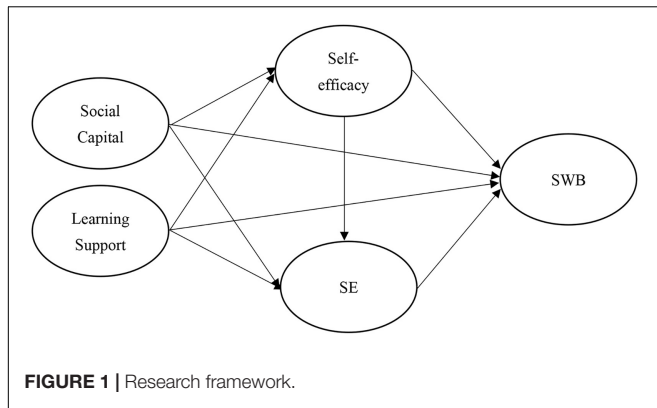 Self-
efficacy
Social
Capital
SWB
Learning
Support
SE
FIGURE 1 | Research framework.